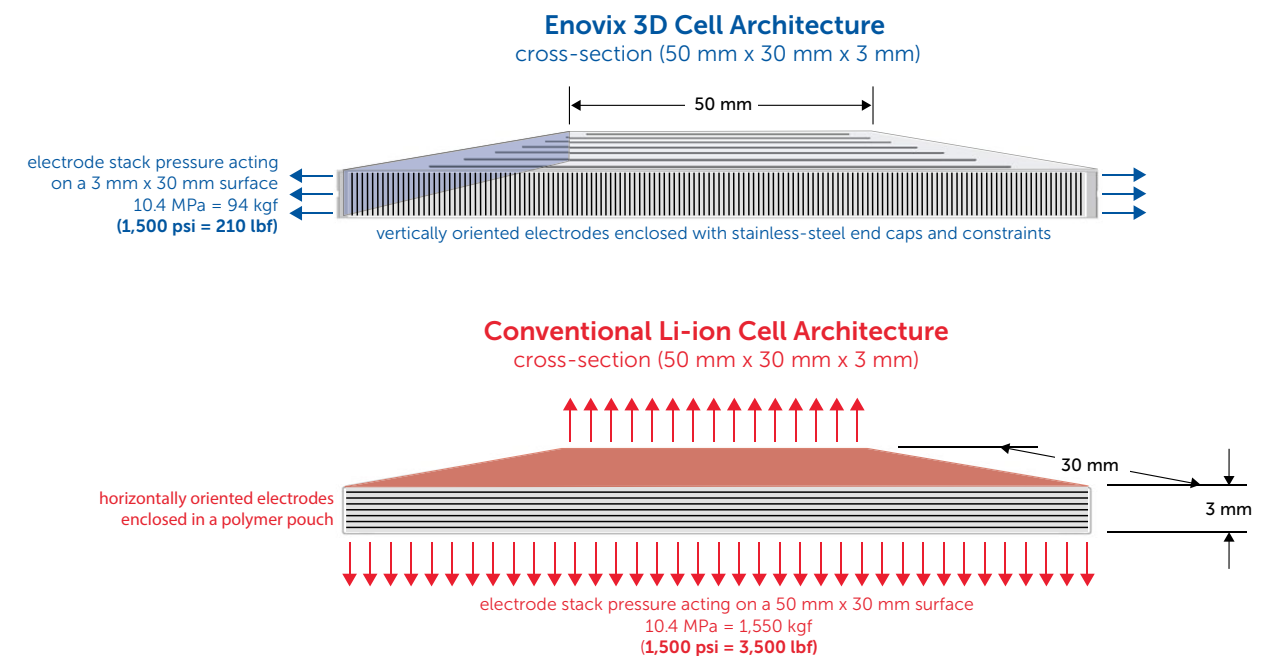 Enovix 3D Cell Architecture
cross-section (50 mm x 30 mm x 3 mm)
50 mm
electrode stack pressure acting
on a 3 mm x 30 mm surface
10.4 MPa = 94 kgf
(1,500 psi = 210 lbf)
vertically oriented electrodes enclosed with stainless-steel end caps and constraints
Conventional Li-ion Cell Architecture
cross-section (50 mm x 30 mm x 3 mm)
30 mm
3 mm
horizontally oriented electrodes
enclosed in a polymer pouch
electrode stack pressure acting on a 50 mm x 30 mm surface
10.4 MPa = 1,550 kgf
(1,500 psi = 3,500 lbf)